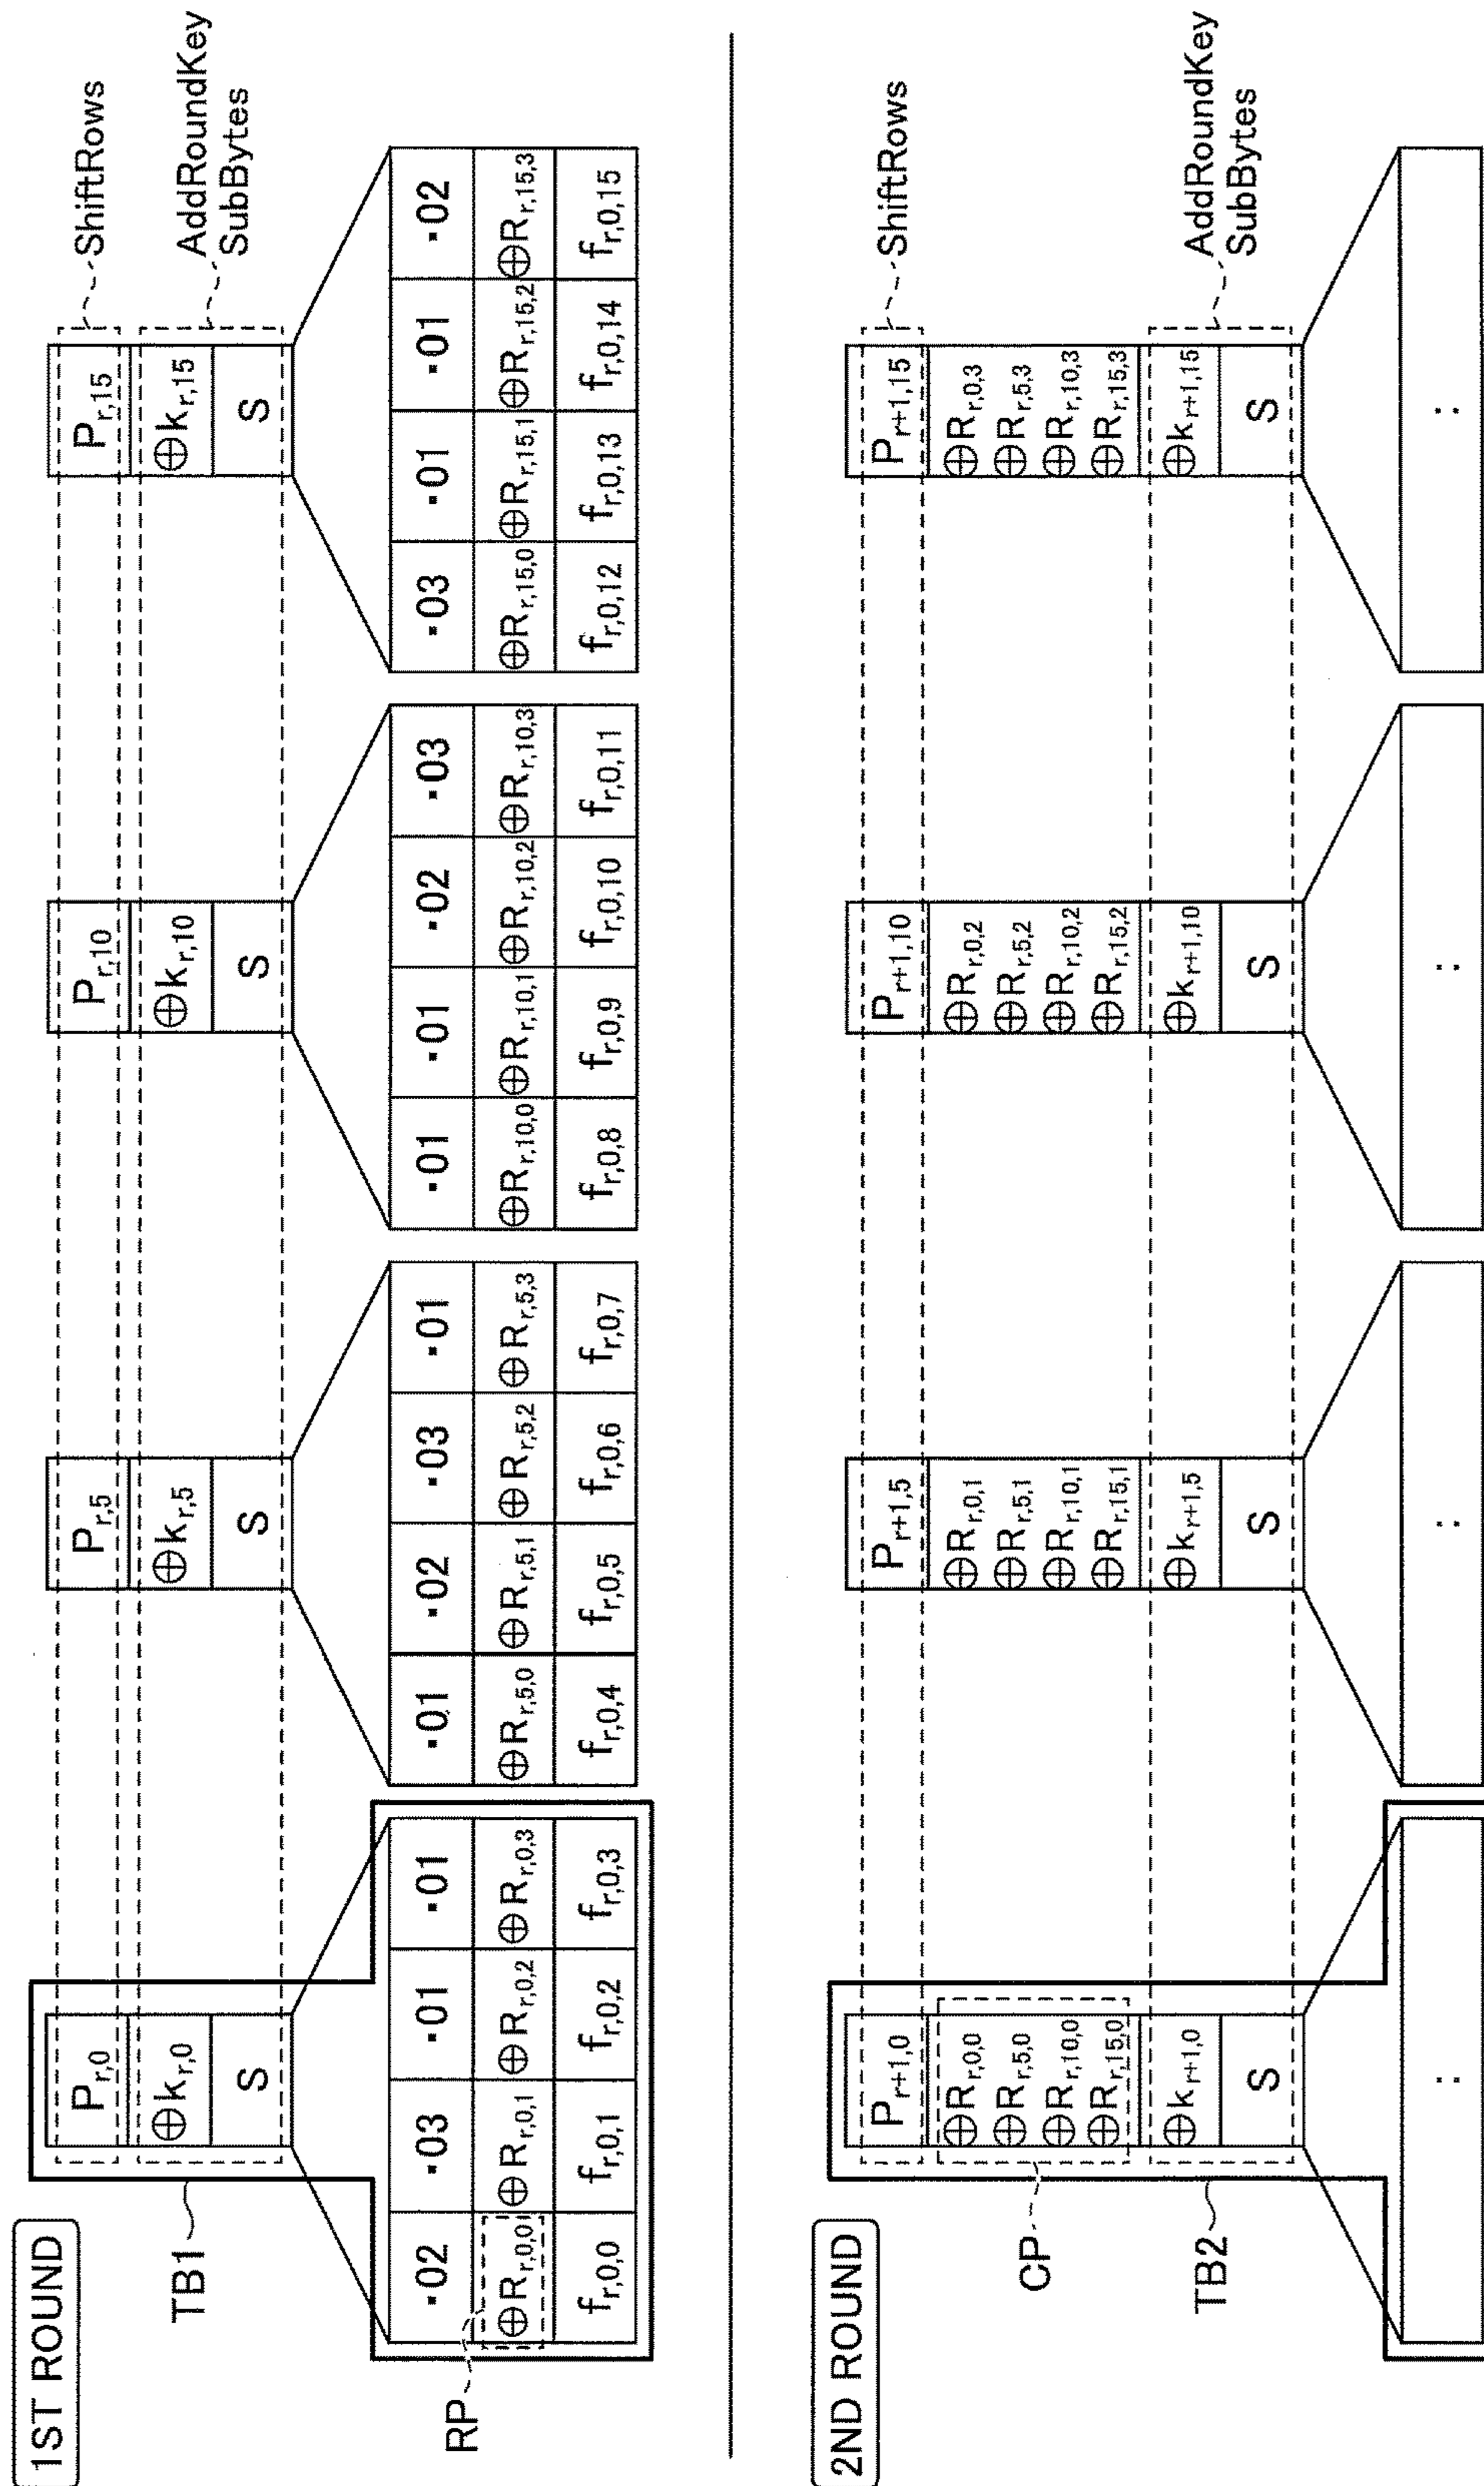 1ST ROUND
P_{r,0} P_{r,5} P_{r,10} P_{r,15} ShiftRows
⊕k_{r,0} ⊕k_{r,5} ⊕k_{r,10} ⊕k_{r,15} AddRoundKey
S S S S SubBytes
TB1
·02 ·03 ·01 ·01 ·01 ·02 ·03 ·01 ·01 ·01 ·02 ·03 ·03 ·01 ·01 ·02
RP
⊕R_{r,0,0} ⊕R_{r,0,1} ⊕R_{r,0,2} ⊕R_{r,0,3} ⊕R_{r,5,0} ⊕R_{r,5,1} ⊕R_{r,5,2} ⊕R_{r,5,3} ⊕R_{r,10,0} ⊕R_{r,10,1} ⊕R_{r,10,2} ⊕R_{r,10,3} ⊕R_{r,15,0} ⊕R_{r,15,1} ⊕R_{r,15,2} ⊕R_{r,15,3}
f_{r,0,0} f_{r,0,1} f_{r,0,2} f_{r,0,3} f_{r,0,4} f_{r,0,5} f_{r,0,6} f_{r,0,7} f_{r,0,8} f_{r,0,9} f_{r,0,10} f_{r,0,11} f_{r,0,12} f_{r,0,13} f_{r,0,14} f_{r,0,15}
2ND ROUND
P_{r+1,0} P_{r+1,5} P_{r+1,10} P_{r+1,15} ShiftRows
⊕R_{r,0,0} ⊕R_{r,0,1} ⊕R_{r,0,2} ⊕R_{r,0,3}
⊕R_{r,5,0} ⊕R_{r,5,1} ⊕R_{r,5,2} ⊕R_{r,5,3}
CP
⊕R_{r,10,0} ⊕R_{r,10,1} ⊕R_{r,10,2} ⊕R_{r,10,3}
⊕R_{r,15,0} ⊕R_{r,15,1} ⊕R_{r,15,2} ⊕R_{r,15,3}
⊕k_{r+1,0} ⊕k_{r+1,5} ⊕k_{r+1,10} ⊕k_{r+1,15} AddRoundKey
TB2
S S S S SubBytes
: : : :